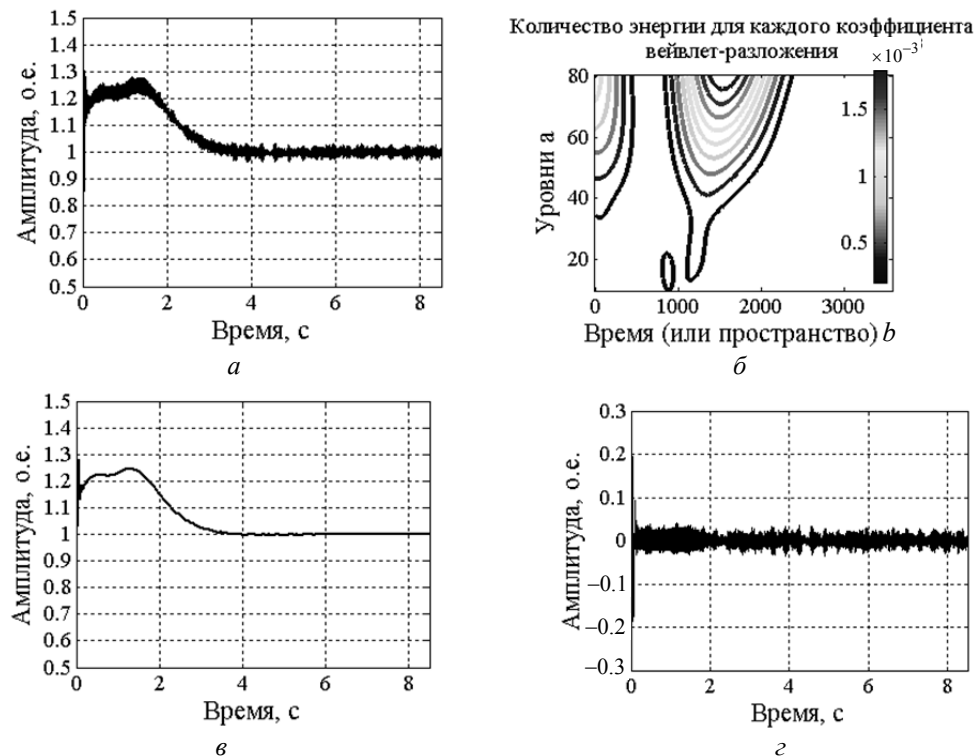 1.5
1.4
1.3
1.2
1.1
1
0.9
0.8
0.7
0.6
0.5
Амплитуда, о.е.
0 2 4 6 8
Время, с
а
Количество энергии для каждого коэффициента
вейвлет-разложения
×10⁻³
80
60
40
20
Уровни а
0 1000 2000 3000
Время (или пространство) b
1.5
1
0.5
б
1.5
1.4
1.3
1.2
1.1
1
0.9
0.8
0.7
0.6
0.5
Амплитуда, о.е.
0 2 4 6 8
Время, с
в
0.3
0.2
0.1
0
−0.1
−0.2
−0.3
Амплитуда, о.е.
0 2 4 6 8
Время, с
г